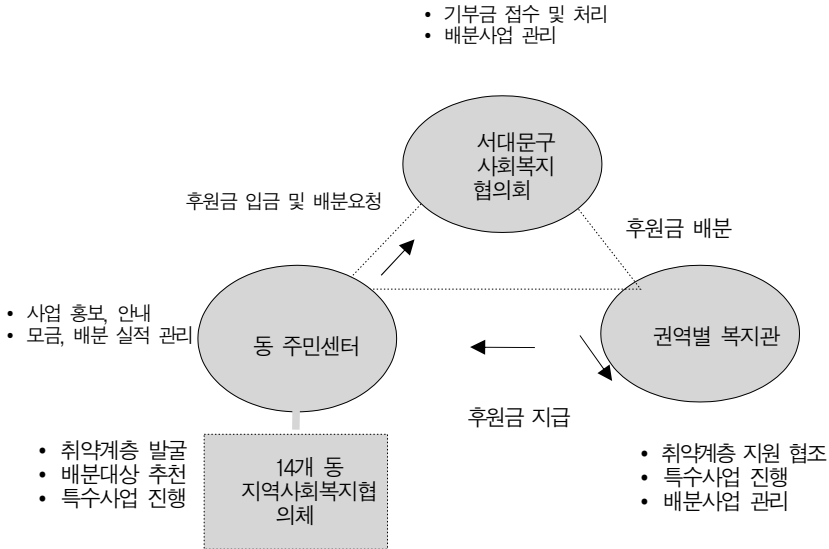 • 기부금 접수 및 처리
• 배분사업 관리
서대문구
사회복지
협의회
후원금 입금 및 배분요청
후원금 배분
• 사업 홍보, 안내
• 모금, 배분 실적 관리
동 주민센터
권역별 복지관
후원금 지급
• 취약계층 발굴
• 배분대상 추천
• 특수사업 진행
14개 동
지역사회복지협
의체
• 취약계층 지원 협조
• 특수사업 진행
• 배분사업 관리